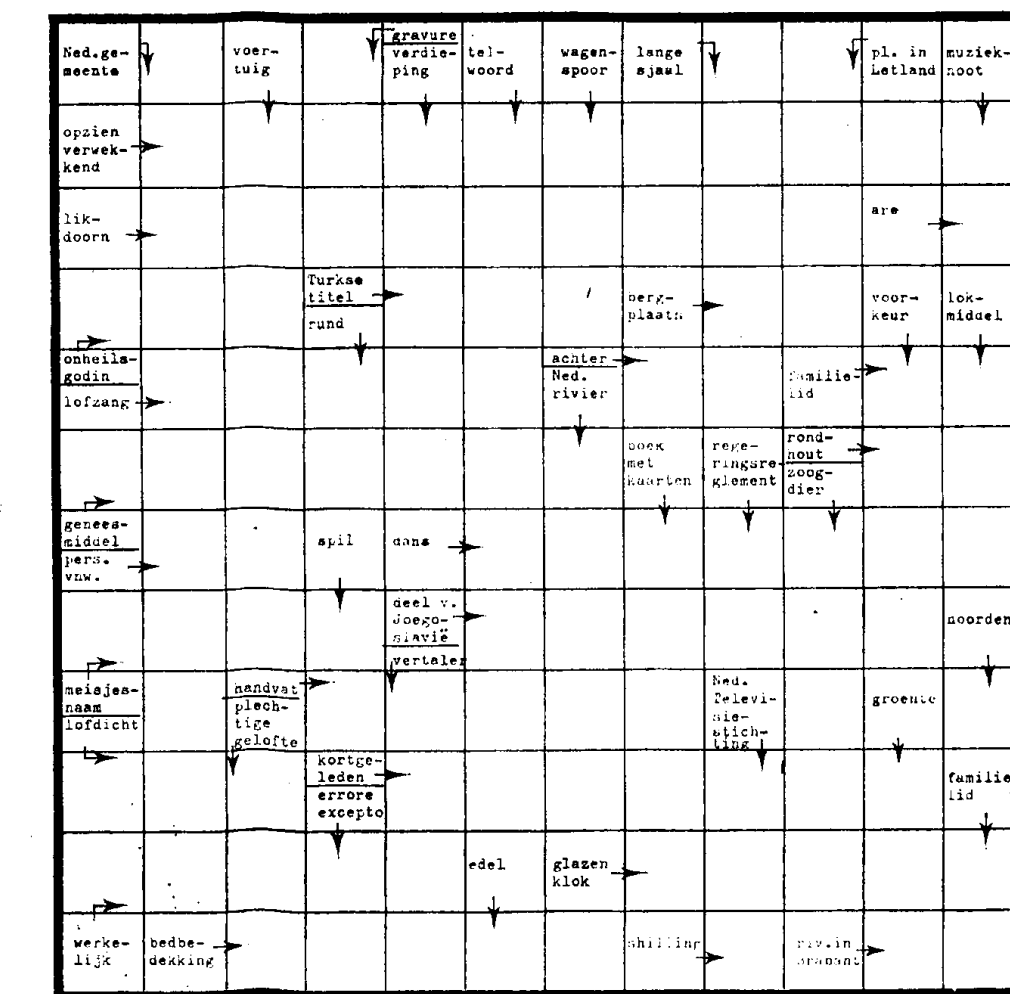 Ned.ge-
meente
voer-
tuig
gravure
verdie-
ping
tel-
woord
wagen-
spoor
lange
sjaal
pl. in
Letland
muziek-
noot
opzien
verwek-
kend
lik-
doorn
are
Turkse
titel
rund
berg-
plaats
voor-
keur
lok-
middel
onheils-
godin
lofzang
achter
Ned.
rivier
familie-
lid
boek
met
kaarten
rege-
ringsre-
glement
rond-
hout
zoog-
dier
genees-
middel
pers.
vnw.
spil
dans
deel v.
Joego-
slavië
vertaler
noorden
meisjes-
naam
lofdicht
handvat
plech-
tige
gelofte
Ned.
Televi-
sie-
stich-
ting
groente
kortge-
leden
errore
excepto
familie
lid
edel
glazen
klok
werke-
lijk
bedbe-
dekking
shilling
riv.in
brabant